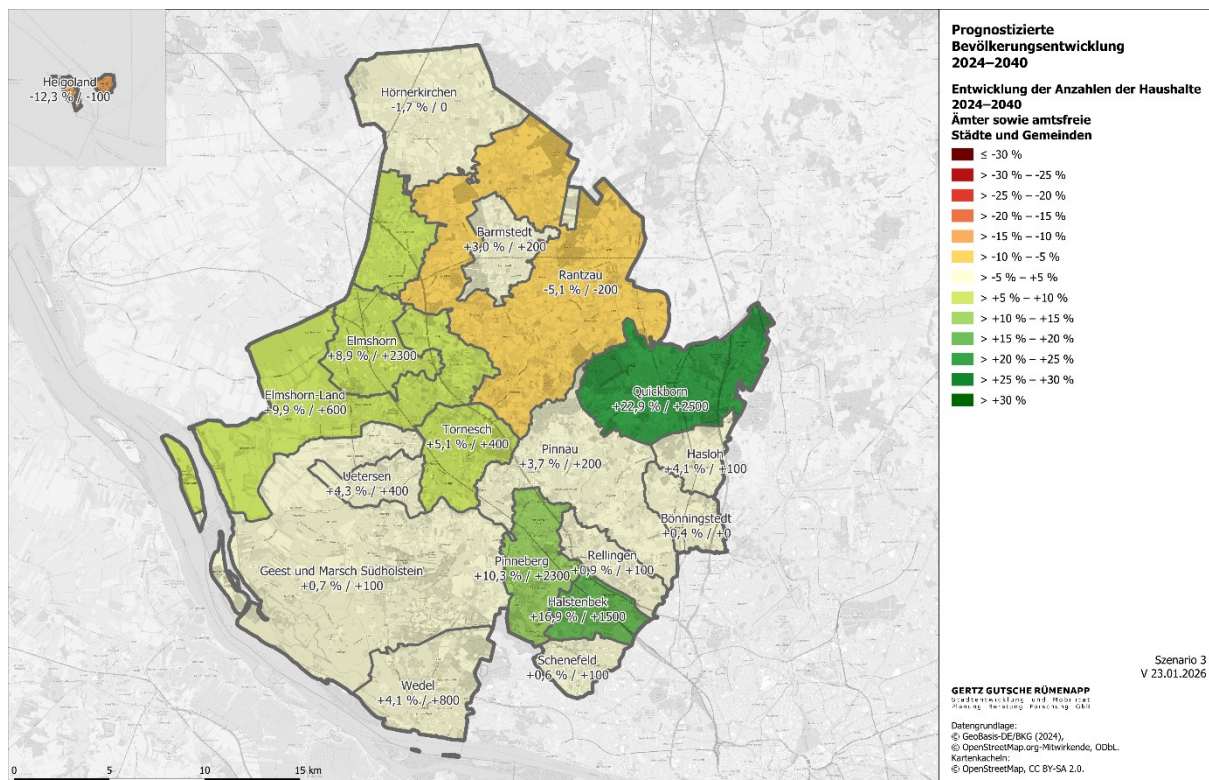 Helgoland
-12,3 % / -100
Hörnerkirchen
-1,7 % / 0
Barmstedt
+3,0 % / +200
Rantzau
-5,1 % / -200
Elmshorn
+8,9 % / +2300
Elmshorn-Land
+9,9 % / +600
Quickborn
+22,9 % / +2500
Tornesch
+5,1 % / +400
Pinnau
+3,7 % / +200
Hasloh
+4,1 % / +100
Uetersen
+4,3 % / +400
Bönningstedt
+0,4 % / +0
Rellingen
+0,9 % / +100
Pinneberg
+10,3 % / +2300
Geest und Marsch Südholstein
+0,7 % / +100
Halstenbek
+16,9 % / +1500
Schenefeld
+0,6 % / +100
Wedel
+4,1 % / +800
0 5 10 15 km
Prognostizierte
Bevölkerungsentwicklung
2024–2040
Entwicklung der Anzahlen der Haushalte
2024–2040
Ämter sowie amtsfreie
Städte und Gemeinden
≤ -30 %
> -30 % – -25 %
> -25 % – -20 %
> -20 % – -15 %
> -15 % – -10 %
> -10 % – -5 %
> -5 % – +5 %
> +5 % – +10 %
> +10 % – +15 %
> +15 % – +20 %
> +20 % – +25 %
> +25 % – +30 %
> +30 %
Szenario 3
V 23.01.2026
GERTZ GUTSCHE RÜMENAPP
Stadtentwicklung und Mobilität
Planung Beratung Forschung GbR
Datengrundlage:
© GeoBasis-DE/BKG (2024),
© OpenStreetMap.org-Mitwirkende, ODbL.
Kartenkacheln:
© OpenStreetMap, CC BY-SA 2.0.